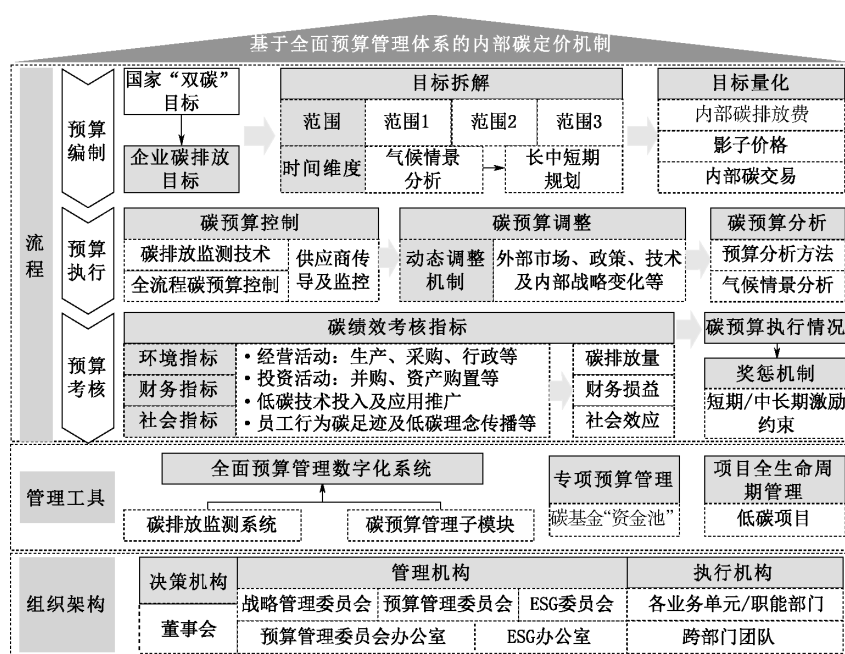 基于全面预算管理体系的内部碳定价机制
流程
预算
编制
国家“双碳”
目标
企业碳排放
目标
目标拆解
范围
范围1
范围2
范围3
时间维度
气候情景
分析
长中短期
规划
目标量化
内部碳排放费
影子价格
内部碳交易
预算
执行
碳预算控制
碳排放监测技术
全流程碳预算控制
供应商传
导及监控
碳预算调整
动态调整
机制
外部市场、政策、技术
及内部战略变化等
碳预算分析
预算分析方法
气候情景分析
预算
考核
碳绩效考核指标
环境指标
财务指标
社会指标
·经营活动：生产、采购、行政等
·投资活动：并购、资产购置等
·低碳技术投入及应用推广
·员工行为碳足迹及低碳理念传播等
碳排放量
财务损益
社会效应
碳预算执行情况
奖惩机制
短期/中长期激励
约束
管理工具
全面预算管理数字化系统
碳排放监测系统
碳预算管理子模块
专项预算管理
碳基金“资金池”
项目全生命周
期管理
低碳项目
组织架构
决策机构
董事会
管理机构
战略管理委员会
预算管理委员会
ESG委员会
预算管理委员会办公室
ESG办公室
执行机构
各业务单元/职能部门
跨部门团队